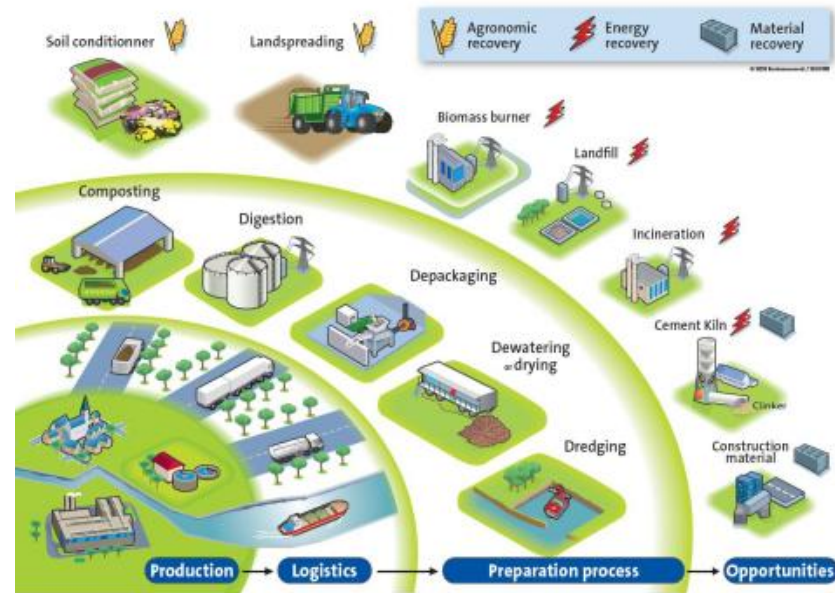 Soil conditionner
Landspreading
Agronomic
recovery
Energy
recovery
Material
recovery
Biomass burner
Landfill
Composting
Digestion
Incineration
Depackaging
Cement Kiln
Dewatering
or drying
Clinker
Dredging
Construction
material
Production
Logistics
Preparation process
Opportunities